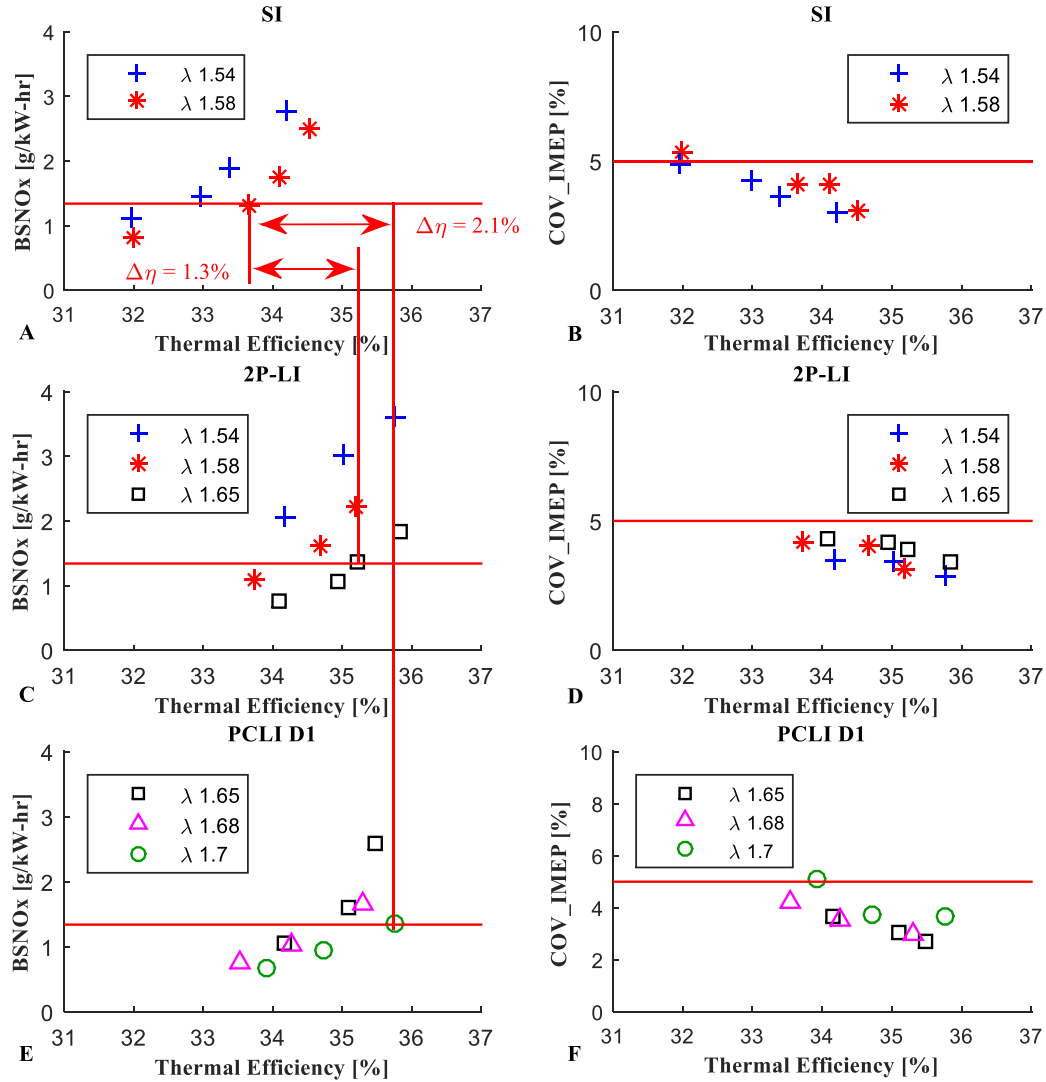 SI
BSNOx [g/kW-hr]
4
3
2
1
0
λ 1.54
λ 1.58
Δη = 2.1%
Δη = 1.3%
31 32 33 34 35 36 37
A
Thermal Efficiency [%]
SI
COV_IMEP [%]
10
5
0
λ 1.54
λ 1.58
31 32 33 34 35 36 37
B
Thermal Efficiency [%]
2P-LI
BSNOx [g/kW-hr]
4
3
2
1
0
λ 1.54
λ 1.58
λ 1.65
31 32 33 34 35 36 37
C
Thermal Efficiency [%]
2P-LI
COV_IMEP [%]
10
5
0
λ 1.54
λ 1.58
λ 1.65
31 32 33 34 35 36 37
D
Thermal Efficiency [%]
PCLI D1
BSNOx [g/kW-hr]
4
3
2
1
0
λ 1.65
λ 1.68
λ 1.7
31 32 33 34 35 36 37
E
Thermal Efficiency [%]
PCLI D1
COV_IMEP [%]
10
8
6
4
2
0
λ 1.65
λ 1.68
λ 1.7
31 32 33 34 35 36 37
F
Thermal Efficiency [%]